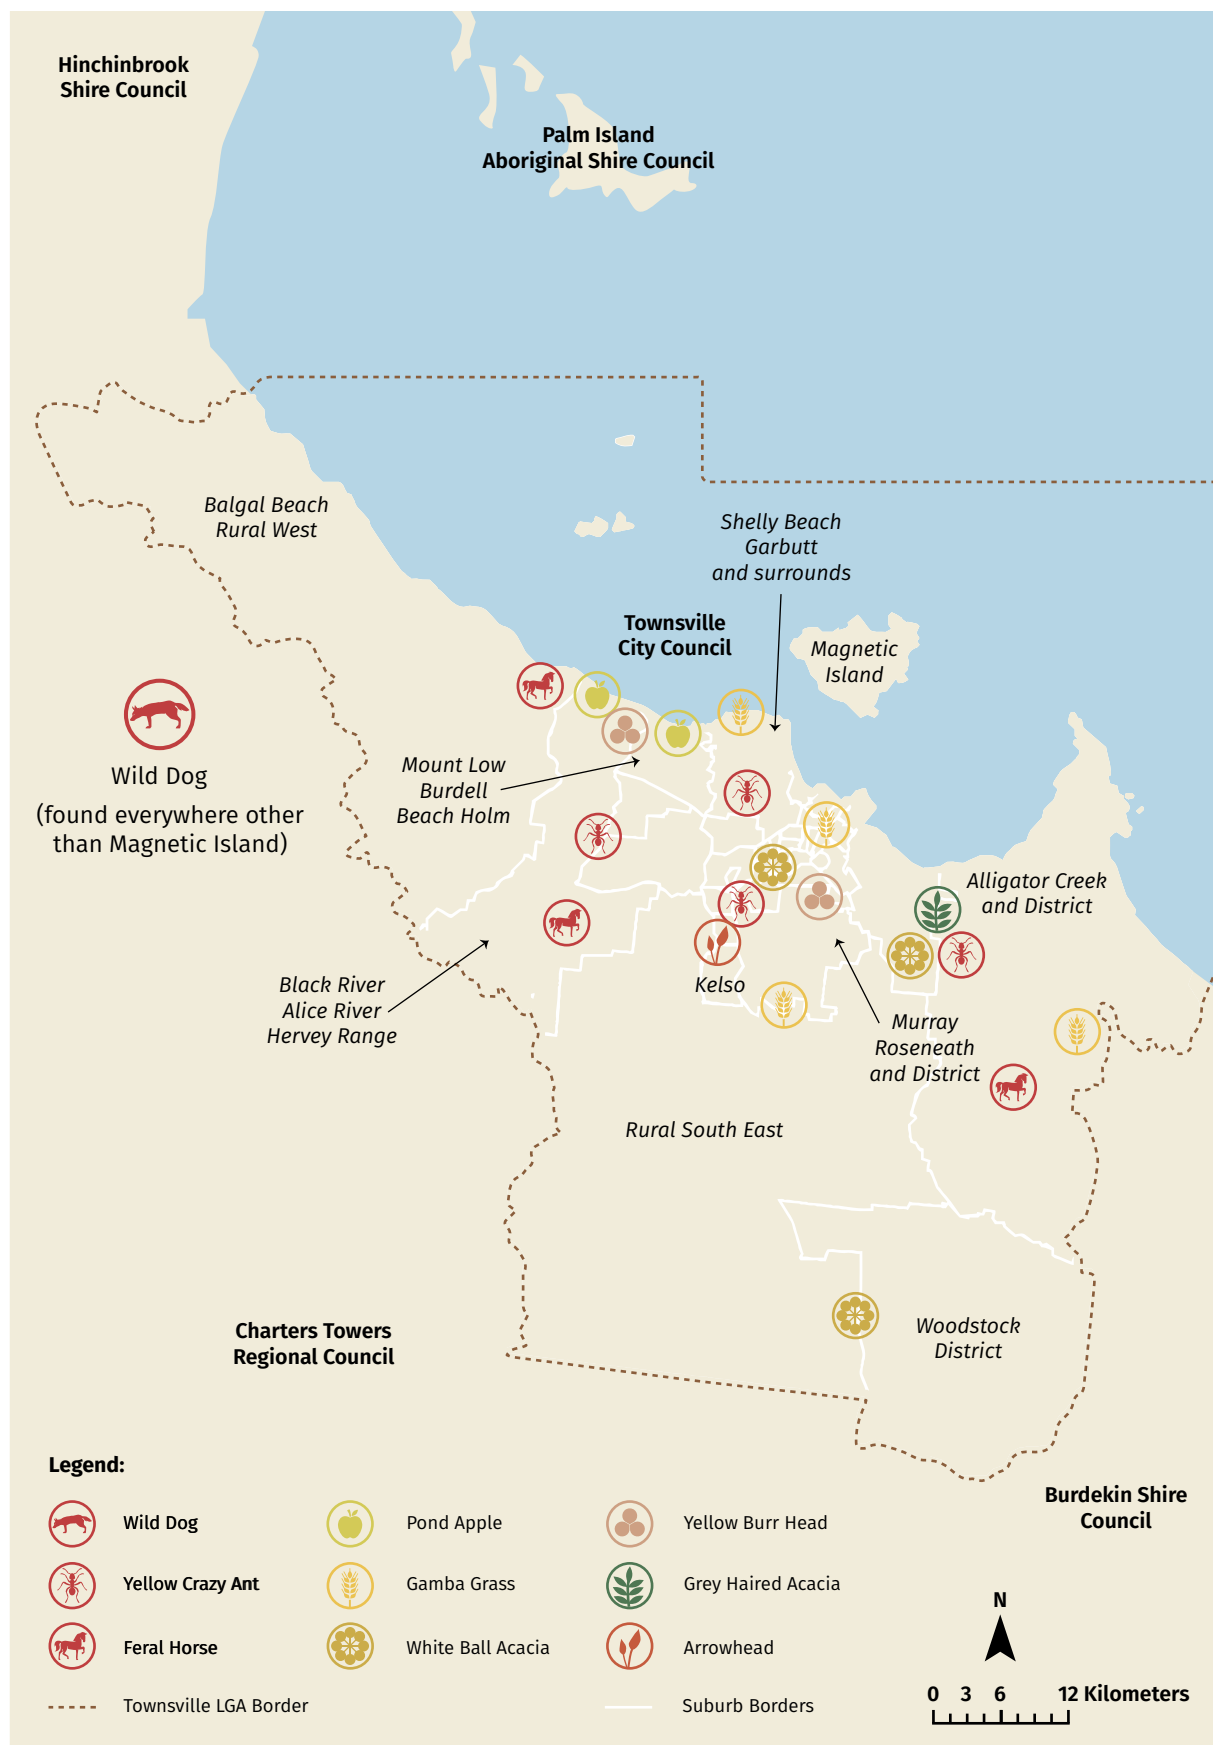 Hinchinbrook
Shire Council
Palm Island
Aboriginal Shire Council
Balgal Beach
Rural West
Shelly Beach
Garbutt
and surrounds
Townsville
City Council
Magnetic
Island
Wild Dog
(found everywhere other
than Magnetic Island)
Mount Low
Burdell
Beach Holm
Alligator Creek
and District
Black River
Alice River
Hervey Range
Kelso
Murray
Roseneath
and District
Rural South East
Charters Towers
Regional Council
Woodstock
District
Burdekin Shire
Council
Legend:
Wild Dog
Pond Apple
Yellow Burr Head
Yellow Crazy Ant
Gamba Grass
Grey Haired Acacia
Feral Horse
White Ball Acacia
Arrowhead
Townsville LGA Border
Suburb Borders
N
0 3 6 12 Kilometers